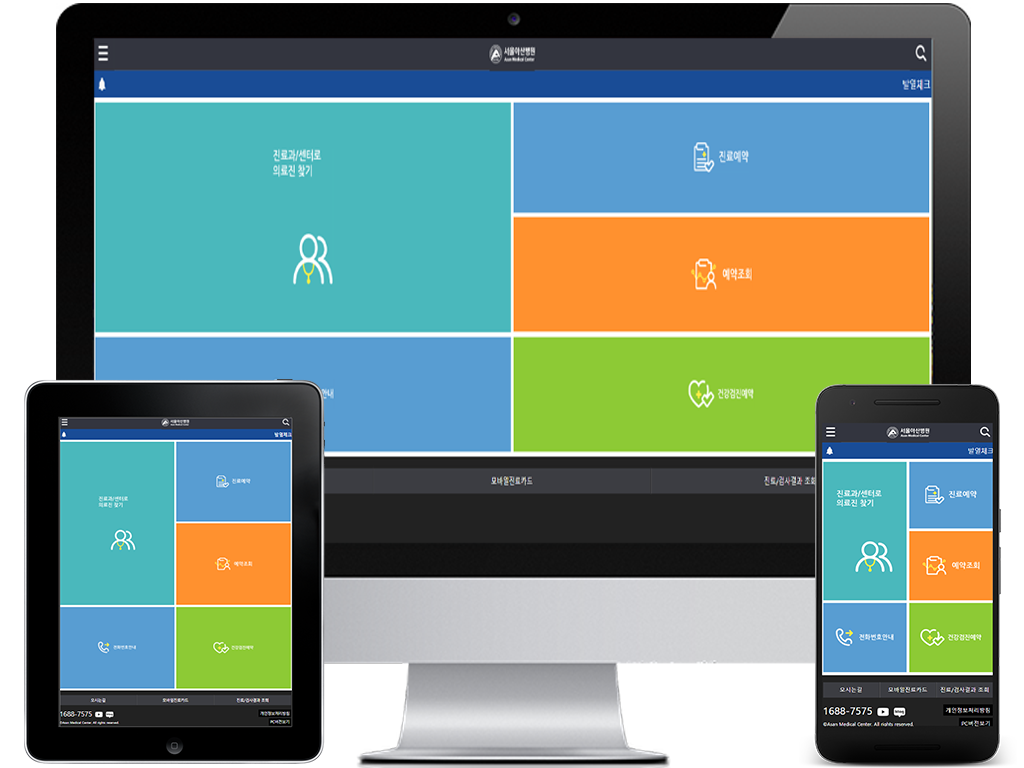 서울아산병원
Asan Medical Center
발열체크
진료과/센터로
의료진 찾기
진료예약
예약조회
안내
건강검진예약
모바일진료카드
진료/검사결과 조회
서울아산병원
발열체크
진료과/센터로
의료진 찾기
진료예약
예약조회
전화번호안내
건강검진예약
오시는길
모바일진료카드
진료/검사결과 조회
1688-7575
개인정보처리방침
©Asan Medical Center. All rights reserved.
PC버전보기
서울아산병원
Asan Medical Center
발열체크
진료과/센터로
의료진 찾기
진료예약
예약조회
전화번호안내
건강검진예약
오시는길
모바일진료카드
진료/검사결과 조회
1688-7575
개인정보처리방침
©Asan Medical Center. All rights reserved.
PC버전보기